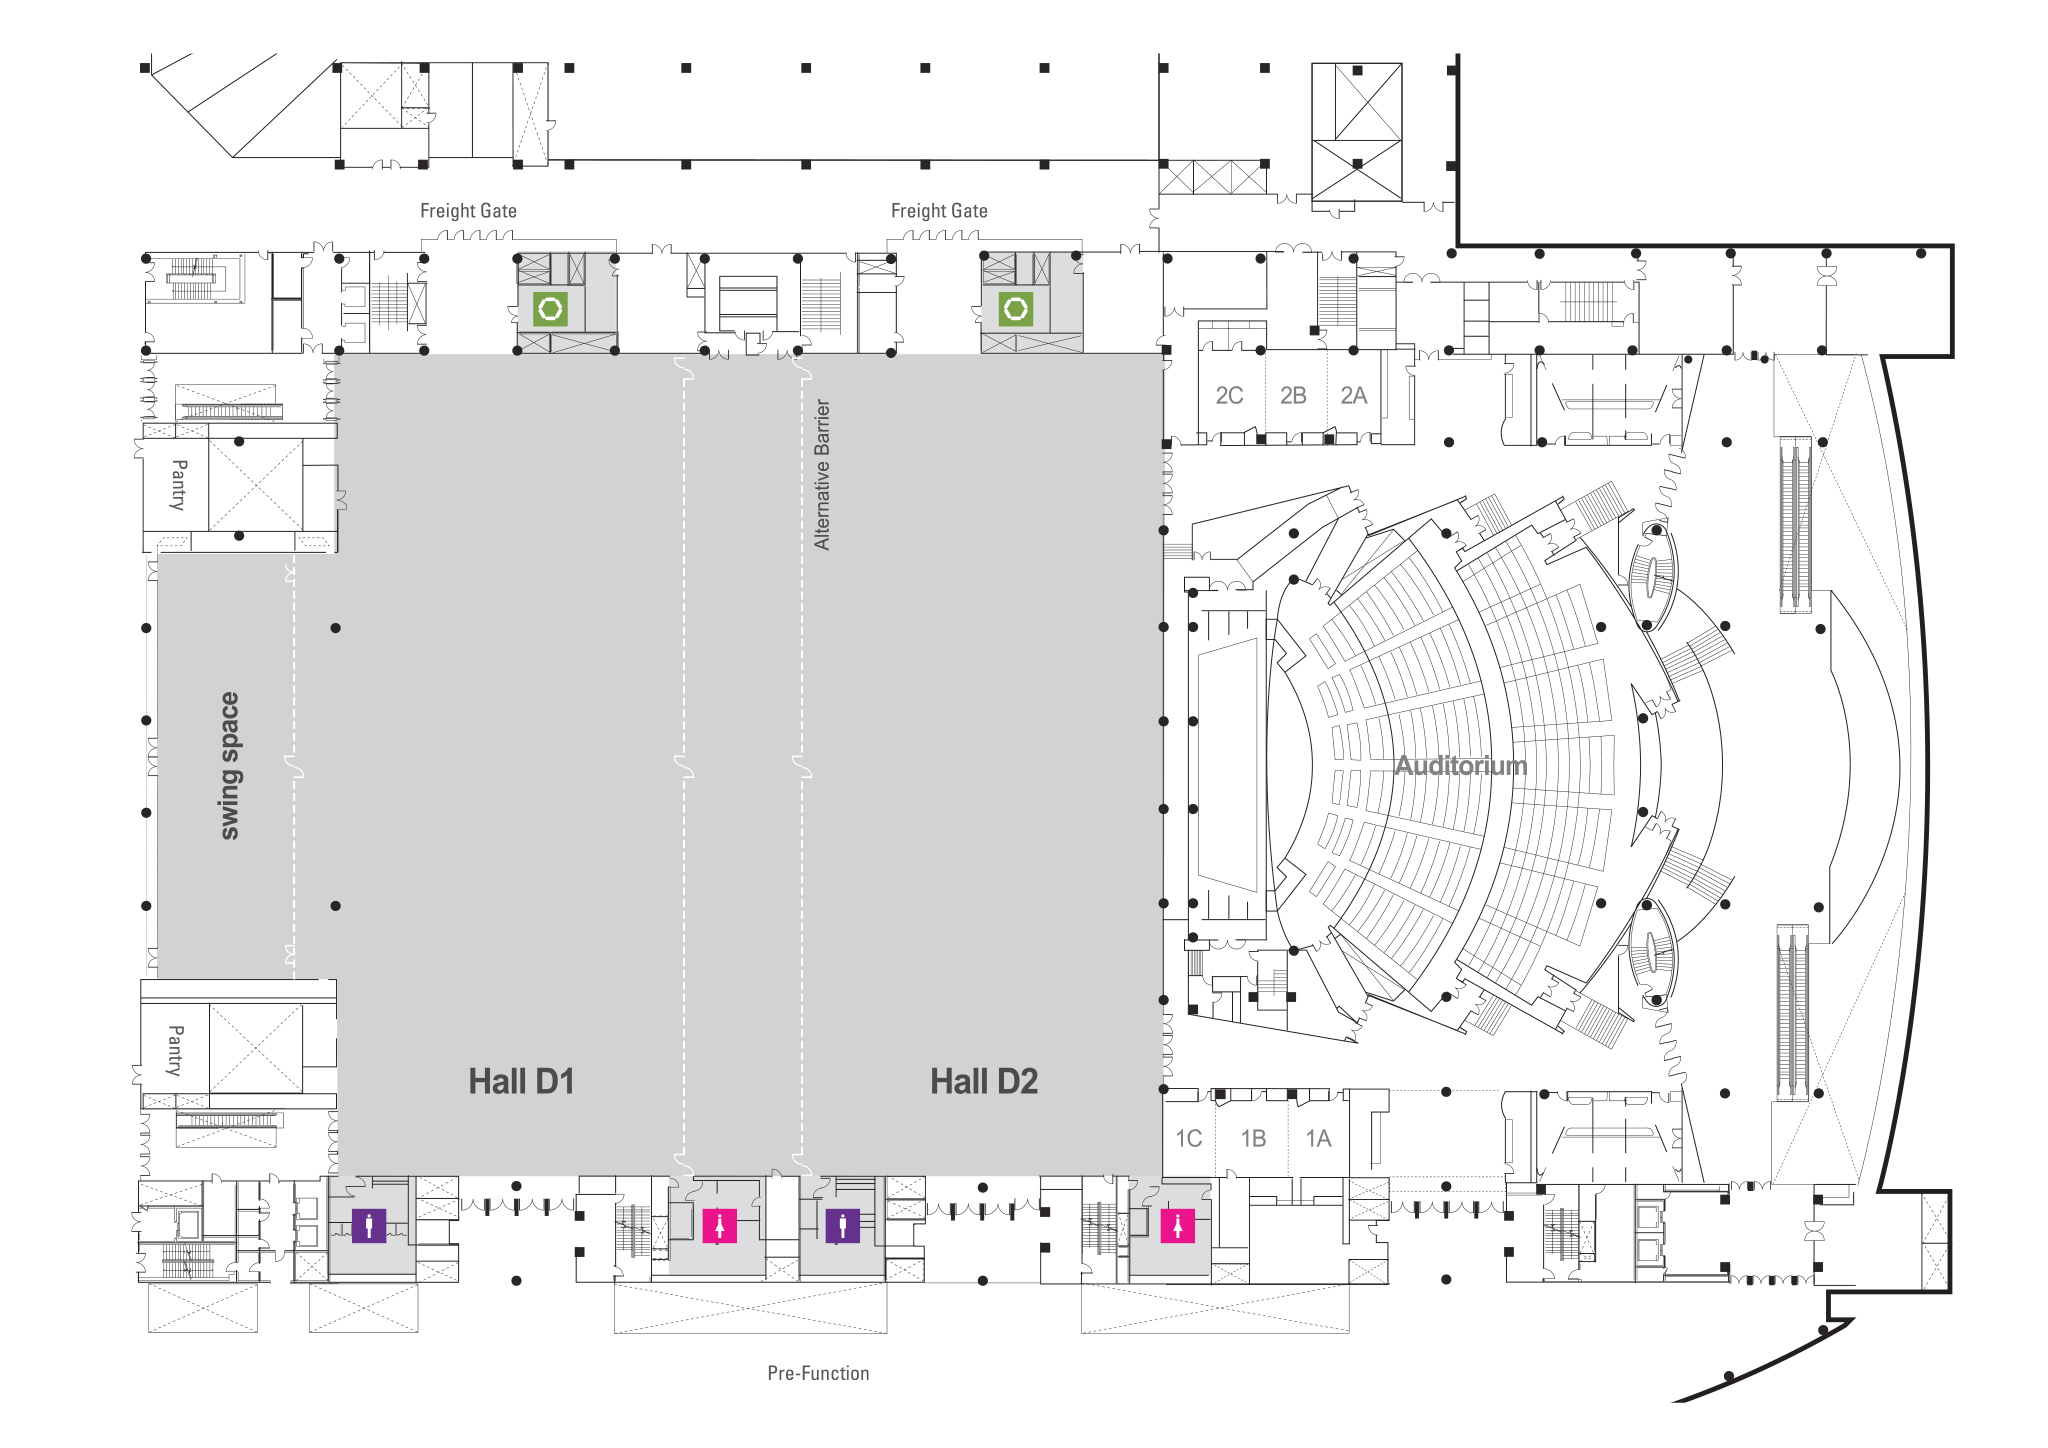 Freight Gate
Freight Gate
2C
2B
2A
Alternative Barrier
Pantry
swing space
Auditorium
Pantry
Hall D1
Hall D2
1C
1B
1A
Pre-Function